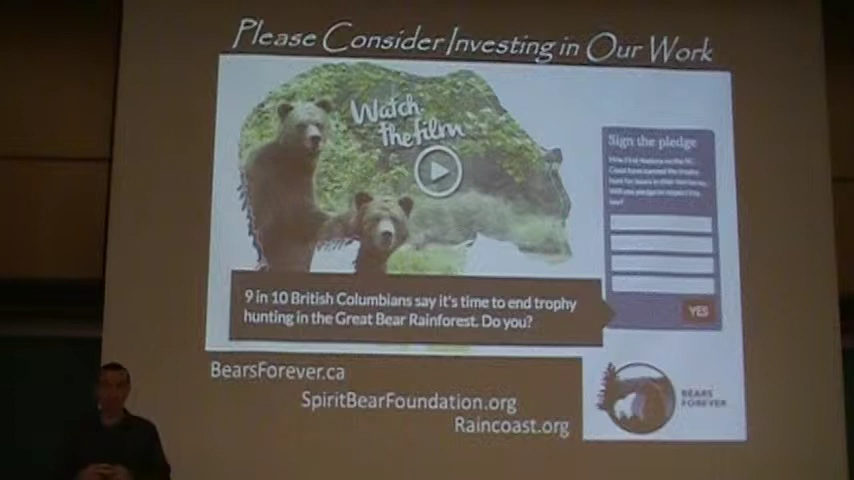 Please Consider Investing in Our Work
Watch
the film
Sign the pledge
9 in 10 British Columbians say it's time to end trophy
hunting in the Great Bear Rainforest. Do you?
YES
BearsForever.ca
SpiritBearFoundation.org
Raincoast.org
BEARS
FOREVER